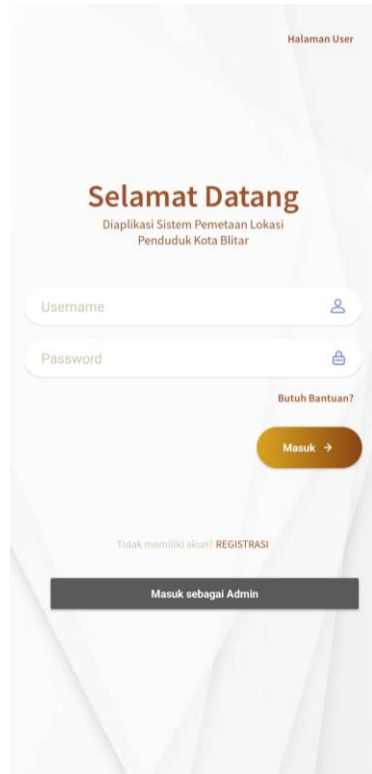 Halaman User
Selamat Datang
Diaplikasi Sistem Pemetaan Lokasi
Penduduk Kota Blitar
Username
Password
Butuh Bantuan?
Masuk →
Tidak memiliki akun? REGISTRASI
Masuk sebagai Admin